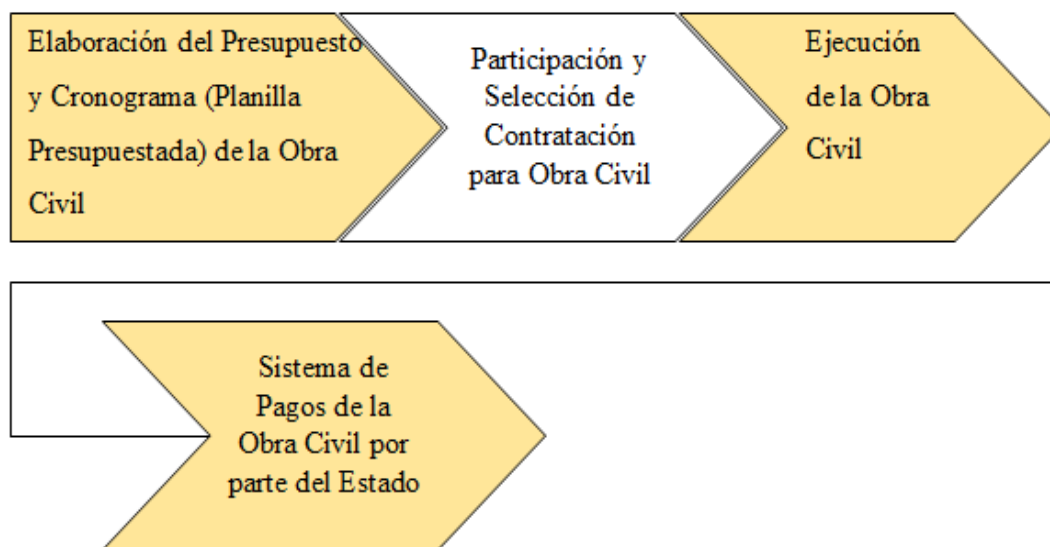 Elaboración del Presupuesto
y Cronograma (Planilla
Presupuestada) de la Obra
Civil
Participación y
Selección de
Contratación
para Obra Civil
Ejecución
de la Obra
Civil
Sistema de
Pagos de la
Obra Civil por
parte del Estado